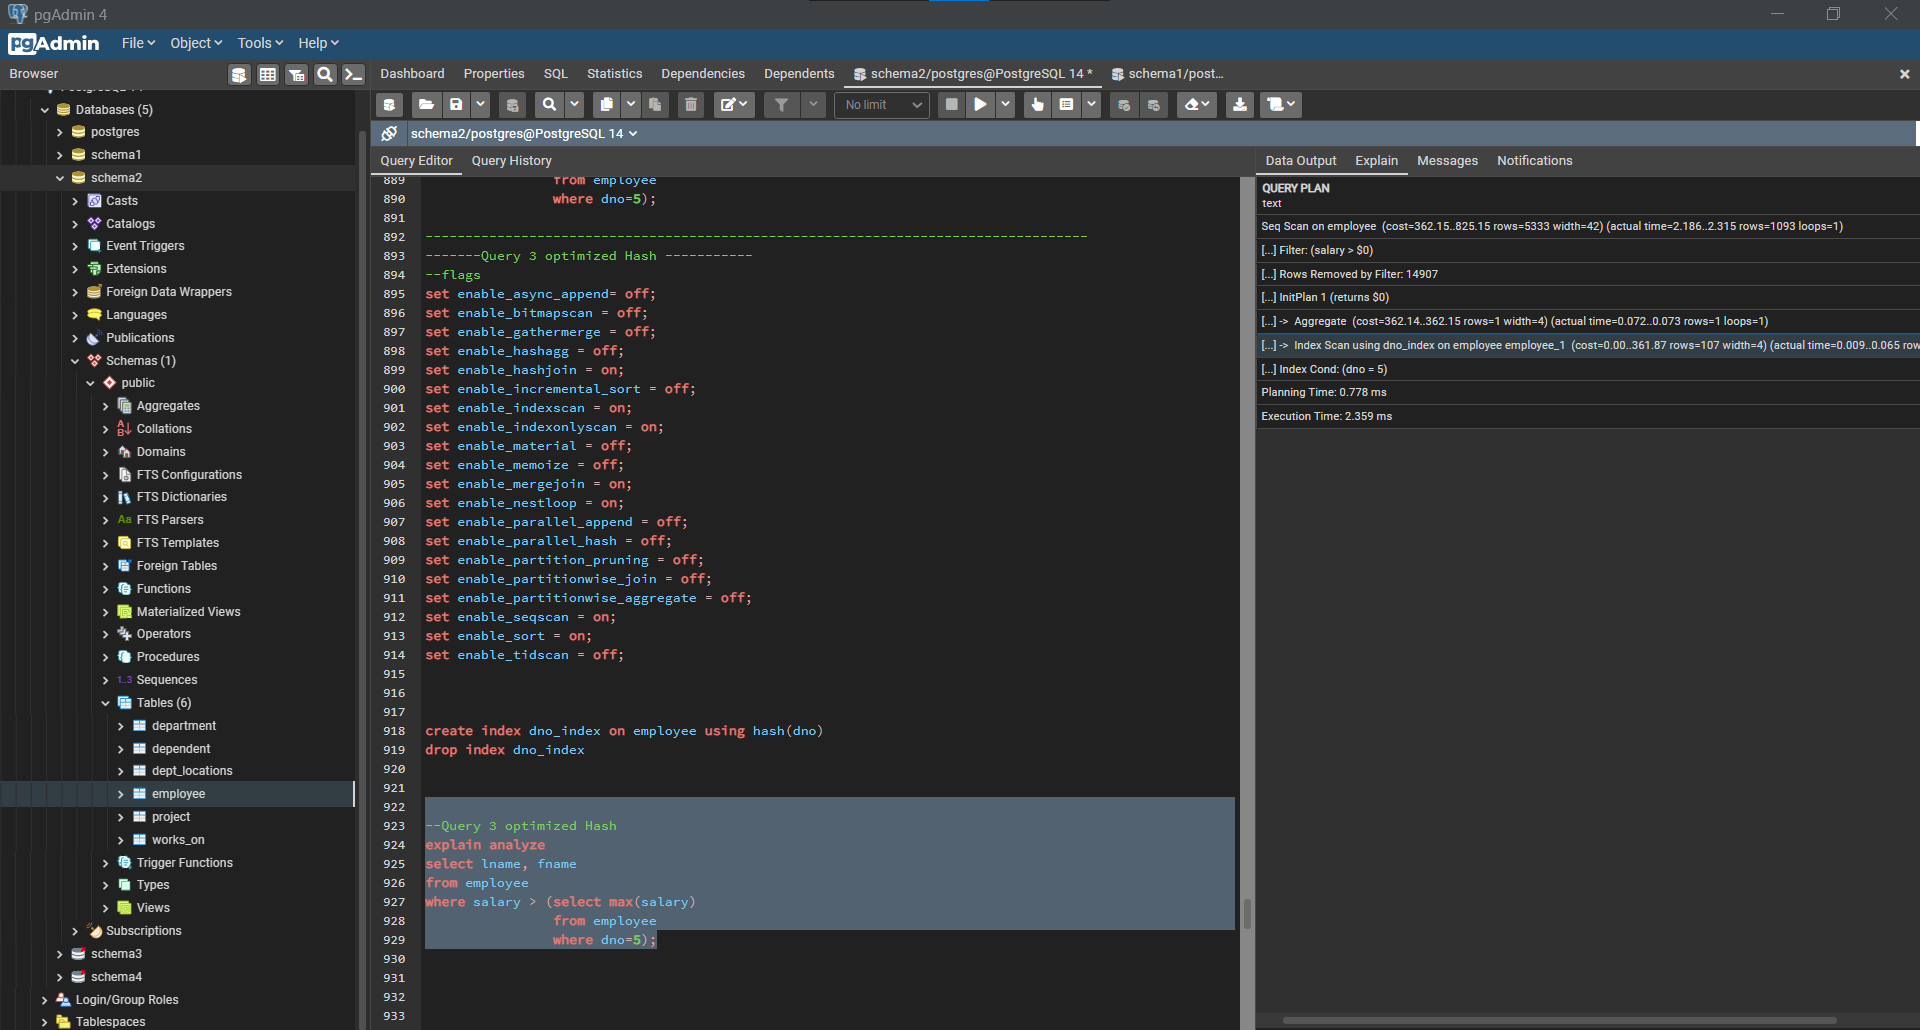 pgAdmin 4
pgAdmin File Object Tools Help
Browser
Dashboard Properties SQL Statistics Dependencies Dependents schema2/postgres@PostgreSQL 14 * schema1/post...
No limit
schema2/postgres@PostgreSQL 14
Databases (5)
postgres
schema1
schema2
Casts
Catalogs
Event Triggers
Extensions
Foreign Data Wrappers
Languages
Publications
Schemas (1)
public
Aggregates
Collations
Domains
FTS Configurations
FTS Dictionaries
Aa FTS Parsers
FTS Templates
Foreign Tables
Functions
Materialized Views
Operators
Procedures
1..3 Sequences
Tables (6)
department
dependent
dept_locations
employee
project
works_on
Trigger Functions
Types
Views
Subscriptions
schema3
schema4
Login/Group Roles
Tablespaces
Query Editor Query History
889 from employee
890 where dno=5);
891
892 -----------------------------------------------------------------------------------
893 -------Query 3 optimized Hash -----------
894 --flags
895 set enable_async_append= off;
896 set enable_bitmapscan = off;
897 set enable_gathermerge = off;
898 set enable_hashagg = off;
899 set enable_hashjoin = on;
900 set enable_incremental_sort = off;
901 set enable_indexscan = on;
902 set enable_indexonlyscan = on;
903 set enable_material = off;
904 set enable_memoize = off;
905 set enable_mergejoin = on;
906 set enable_nestloop = on;
907 set enable_parallel_append = off;
908 set enable_parallel_hash = off;
909 set enable_partition_pruning = off;
910 set enable_partitionwise_join = off;
911 set enable_partitionwise_aggregate = off;
912 set enable_seqscan = on;
913 set enable_sort = on;
914 set enable_tidscan = off;
915
916
917
918 create index dno_index on employee using hash(dno)
919 drop index dno_index
920
921
922
923 --Query 3 optimized Hash
924 explain analyze
925 select lname, fname
926 from employee
927 where salary > (select max(salary)
928 from employee
929 where dno=5);
930
931
932
933
Data Output Explain Messages Notifications
QUERY PLAN
text
Seq Scan on employee (cost=362.15..825.15 rows=5333 width=42) (actual time=2.186..2.315 rows=1093 loops=1)
[...] Filter: (salary > $0)
[...] Rows Removed by Filter: 14907
[...] InitPlan 1 (returns $0)
[...] -> Aggregate (cost=362.14..362.15 rows=1 width=4) (actual time=0.072..0.073 rows=1 loops=1)
[...] -> Index Scan using dno_index on employee employee_1 (cost=0.00..361.87 rows=107 width=4) (actual time=0.009..0.065 row
[...] Index Cond: (dno = 5)
Planning Time: 0.778 ms
Execution Time: 2.359 ms